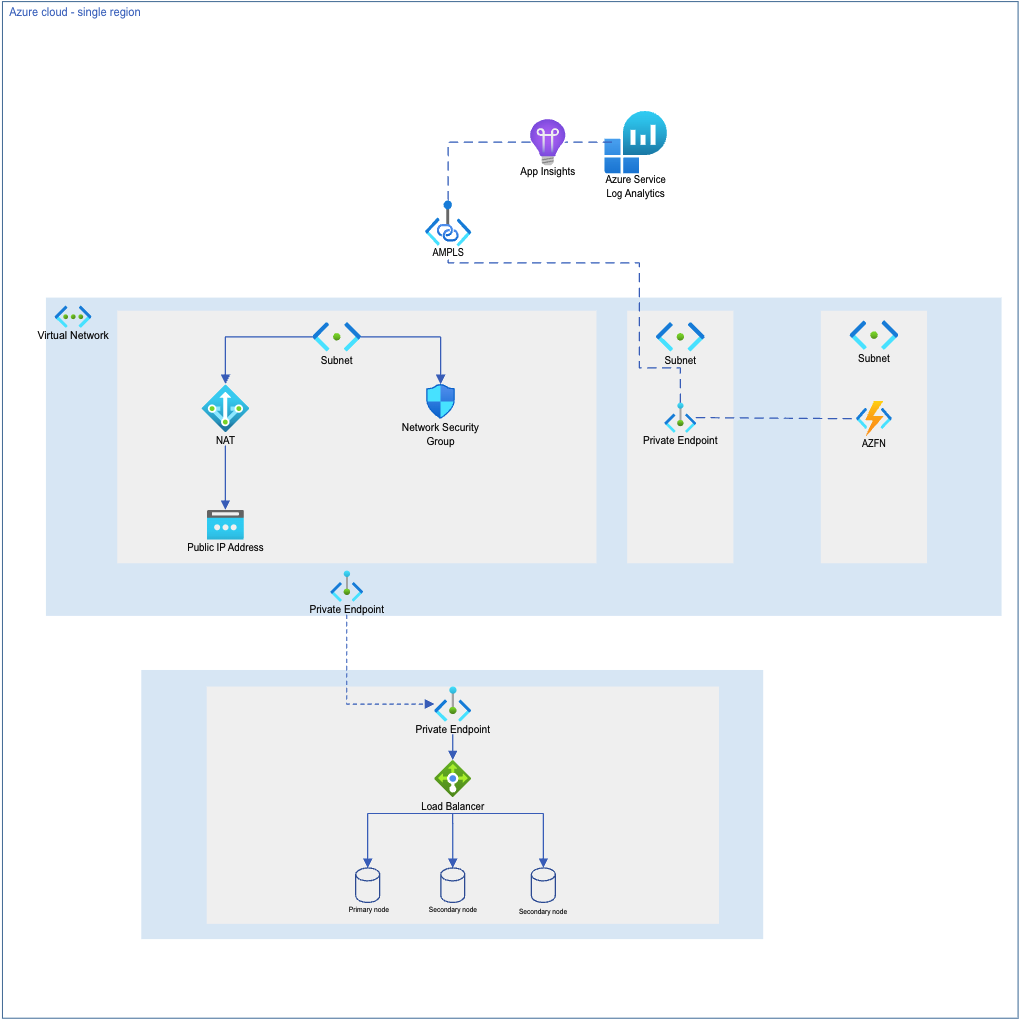 Azure cloud - single region
App Insights
Azure Service
Log Analytics
AMPLS
Virtual Network
Subnet
Subnet
Subnet
NAT
Network Security
Group
Private Endpoint
AZFN
Public IP Address
Private Endpoint
Private Endpoint
Load Balancer
Primary node
Secondary node
Secondary node